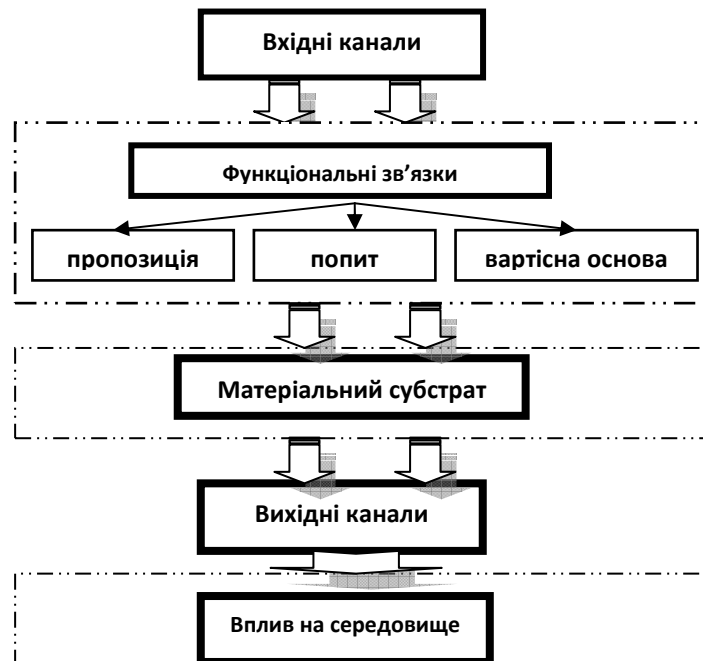 Вхідні канали
Функціональні зв’язки
пропозиція
попит
вартісна основа
Матеріальний субстрат
Вихідні канали
Вплив на середовище